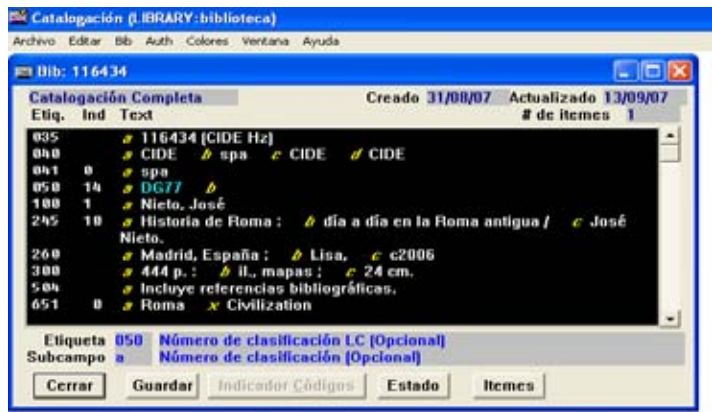 Catalogación (LIBRARY:biblioteca)
Archivo Editar Bib Auth Colores Ventana Ayuda
Bib: 116434
Catalogación Completa Creado 31/08/07 Actualizado 13/09/07
Etiq. Ind Text # de itemes 1
035 a 116434 (CIDE Hz)
040 a CIDE b spa c CIDE d CIDE
041 0 a spa
050 14 a DG77 b
100 1 a Nieto, José
245 10 a Historia de Roma : b día a día en la Roma antigua / c José
Nieto.
260 a Madrid, España : b Lisa, c c2006
300 a 444 p. : b il., mapas ; c 24 cm.
504 a Incluye referencias bibliográficas.
651 0 a Roma x Civilization
Etiqueta 050 Número de clasificación LC (Opcional)
Subcampo a Número de clasificación (Opcional)
Cerrar Guardar Indicador Códigos Estado Itemes